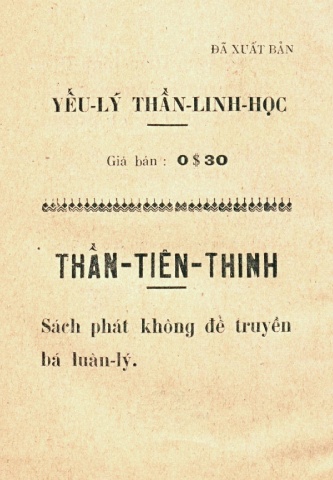 ĐÃ XUẤT BẢN
YẾU-LÝ THẦN-LINH-HỌC
Giá bán : 0$30
THẦN-TIÊN-THINH
Sách phát không để truyền
bá luân-lý.